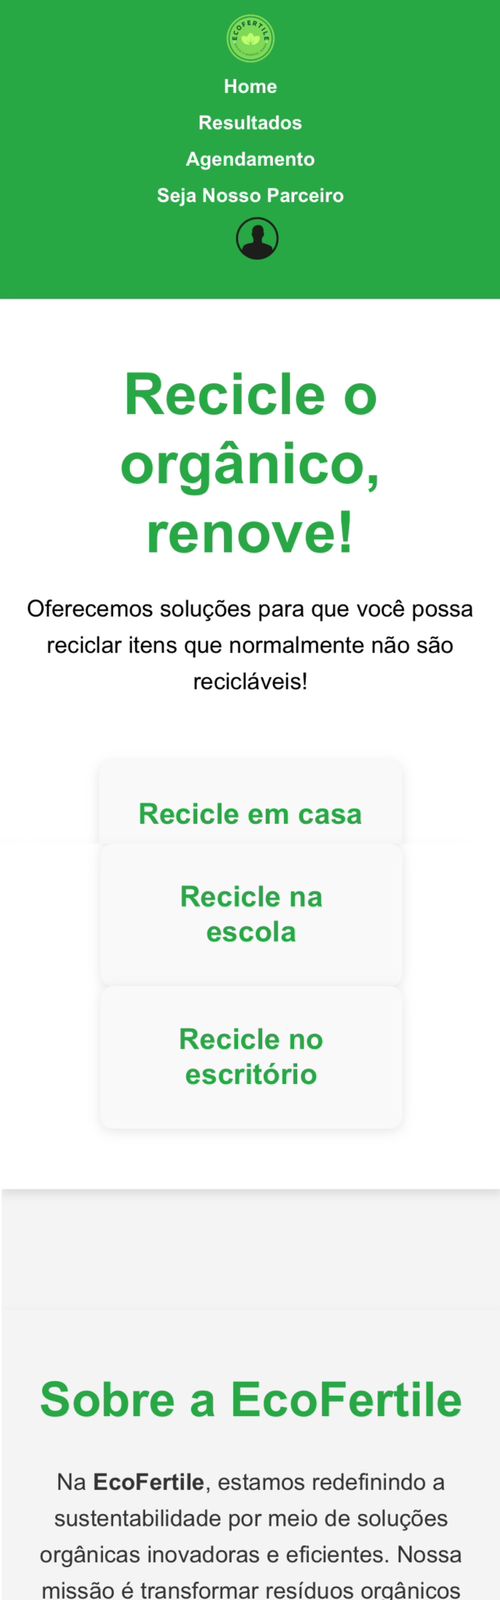 ECOFERTILE
Home
Resultados
Agendamento
Seja Nosso Parceiro
Recicle o
orgânico,
renove!
Oferecemos soluções para que você possa
reciclar itens que normalmente não são
recicláveis!
Recicle em casa
Recicle na
escola
Recicle no
escritório
Sobre a EcoFertile
Na EcoFertile, estamos redefinindo a
sustentabilidade por meio de soluções
orgânicas inovadoras e eficientes. Nossa
missão é transformar resíduos orgânicos